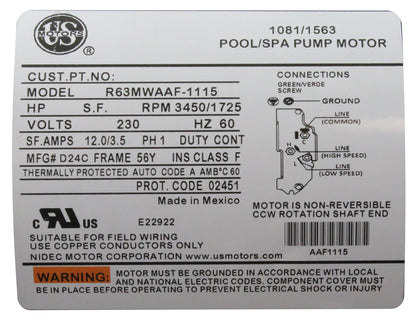 US
MOTORS
®
1081/1563
POOL/SPA PUMP MOTOR
CUST.PT.NO.
MODEL R63MWAAF-1115
HP S.F. RPM 3450/1725
VOLTS 230 HZ 60
SF.AMPS 12.0/3.5 PH 1 DUTY CONT
MFG# D24C FRAME 56Y INS CLASS F
THERMALLY PROTECTED AUTO CODE A AMB°C 60
PROT. CODE 02451
Made in Mexico
C UL US E22922
SUITABLE FOR FIELD WIRING
USE COPPER CONDUCTORS ONLY
NIDEC MOTOR CORPORATION www.usmotors.com
CONNECTIONS
GREEN/VERDE
SCREW
GROUND
LINE
(COMMON)
L
H
LINE
(HIGH SPEED)
LINE
(LOW SPEED)
MOTOR IS NON-REVERSIBLE
CCW ROTATION SHAFT END
AAF1115
WARNING: MOTOR MUST BE GROUNDED IN ACCORDANCE WITH LOCAL
AND NATIONAL ELECTRIC CODES. COMPONENT COVER MUST
BE IN POSITION TO PREVENT ELECTRICAL SHOCK OR INJURY